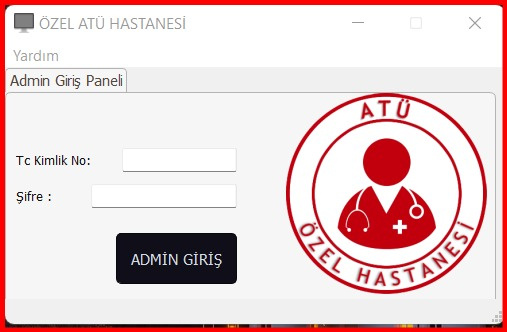 ÖZEL ATÜ HASTANESİ
Yardım
Admin Giriş Paneli
Tc Kimlik No:
Şifre :
ADMİN GİRİŞ
ATÜ
ÖZEL HASTANESİ